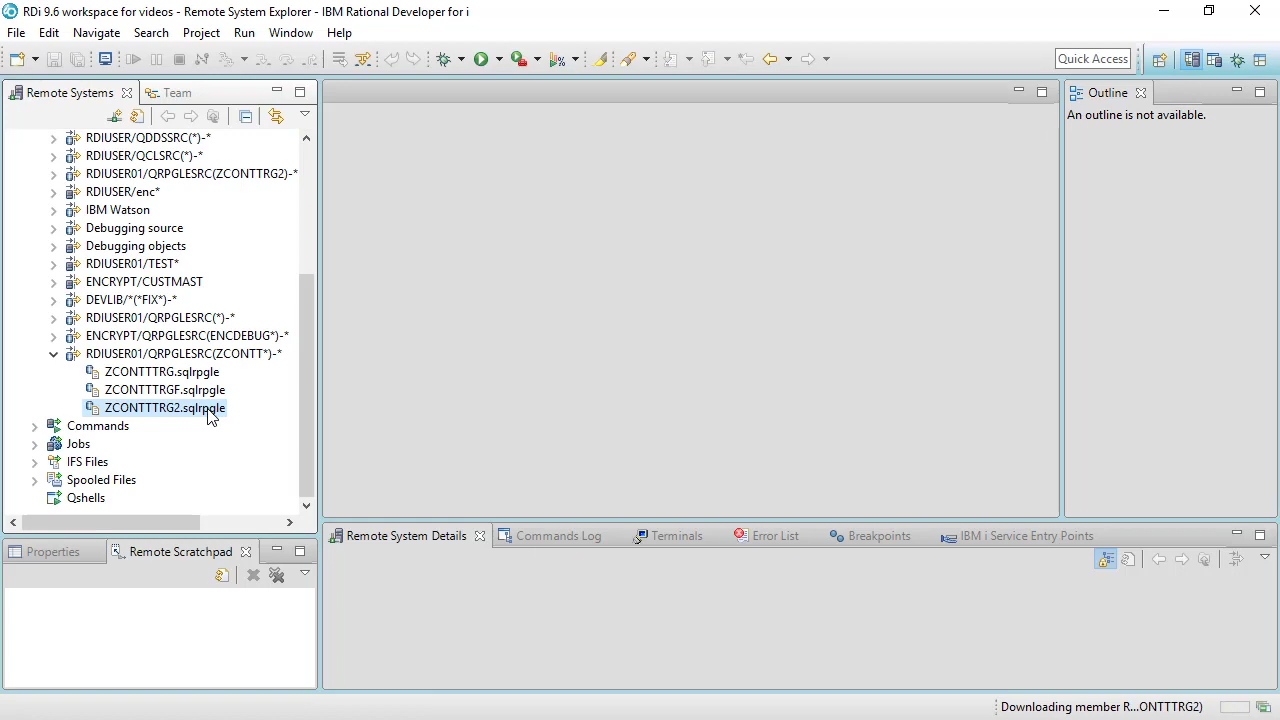 RDi 9.6 workspace for videos - Remote System Explorer - IBM Rational Developer for i
File Edit Navigate Search Project Run Window Help
Quick Access
Remote Systems
Team
RDIUSER/QDDSSRC(*)-*
RDIUSER/QCLSRC(*)-*
RDIUSER01/QRPGLESRC(ZCONTTRG2)-*
RDIUSER/enc*
IBM Watson
Debugging source
Debugging objects
RDIUSER01/TEST*
ENCRYPT/CUSTMAST
DEVLIB/*(*FIX*)-*
RDIUSER01/QRPGLESRC(*)-*
ENCRYPT/QRPGLESRC(ENCDEBUG*)-*
RDIUSER01/QRPGLESRC(ZCONTT*)-*
ZCONTTTRG.sqlrpgle
ZCONTTTRGF.sqlrpgle
ZCONTTTRG2.sqlrpgle
Commands
Jobs
IFS Files
Spooled Files
Qshells
Properties
Remote Scratchpad
Outline
An outline is not available.
Remote System Details
Commands Log
Terminals
Error List
Breakpoints
IBM i Service Entry Points
Downloading member R...ONTTTRG2)